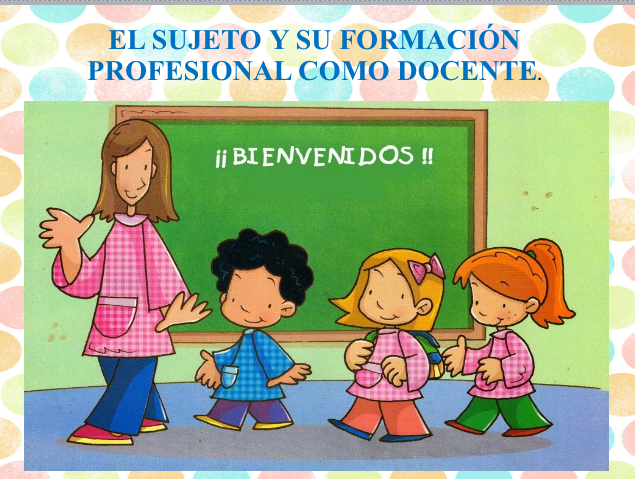 EL SUJETO Y SU FORMACIÓN
PROFESIONAL COMO DOCENTE.
¡¡ BIENVENIDOS !!